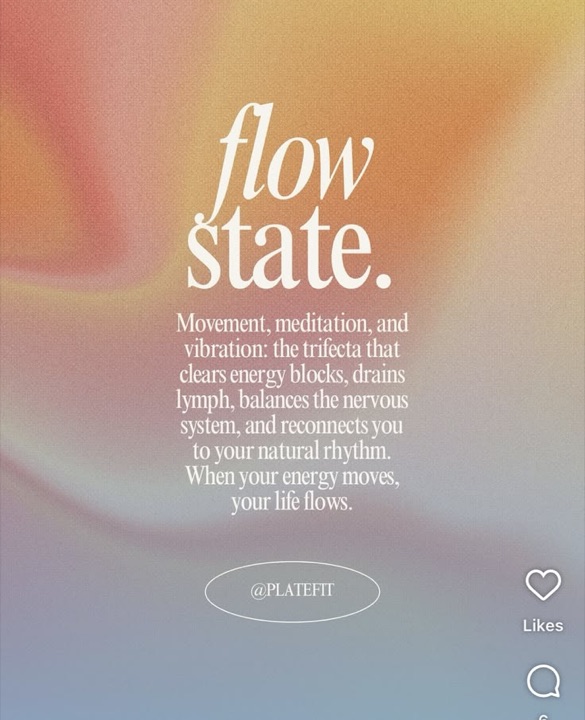 flow
state.
Movement, meditation, and
vibration: the trifecta that
clears energy blocks, drains
lymph, balances the nervous
system, and reconnects you
to your natural rhythm.
When your energy moves,
your life flows.
@PLATEFIT
Likes